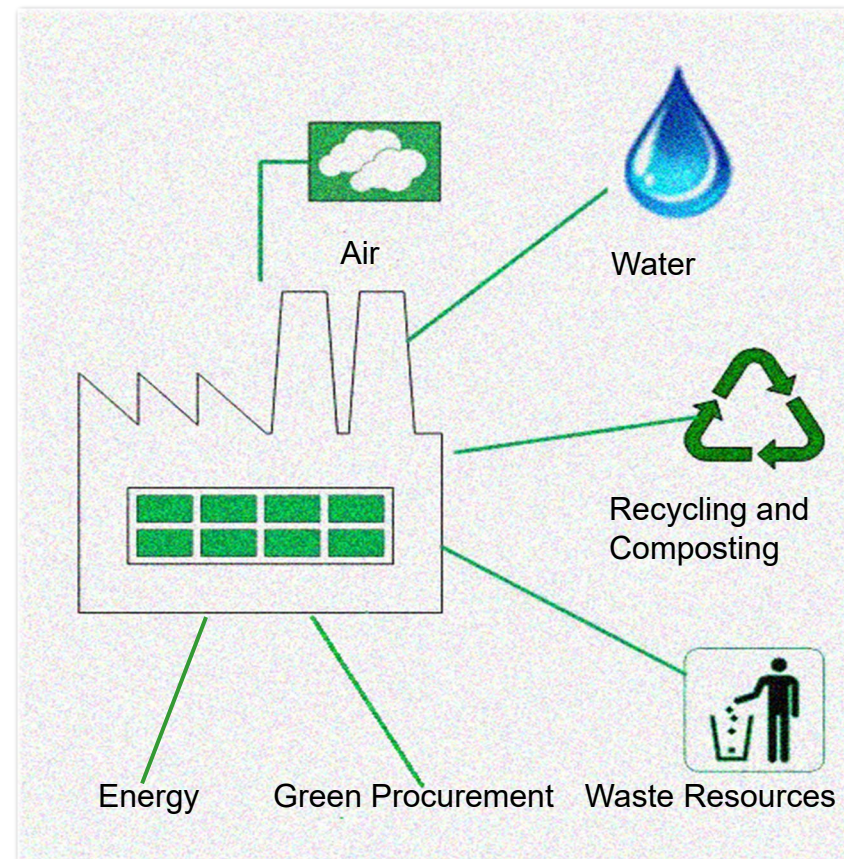 Air
Water
Recycling and
Composting
Energy
Green Procurement
Waste Resources